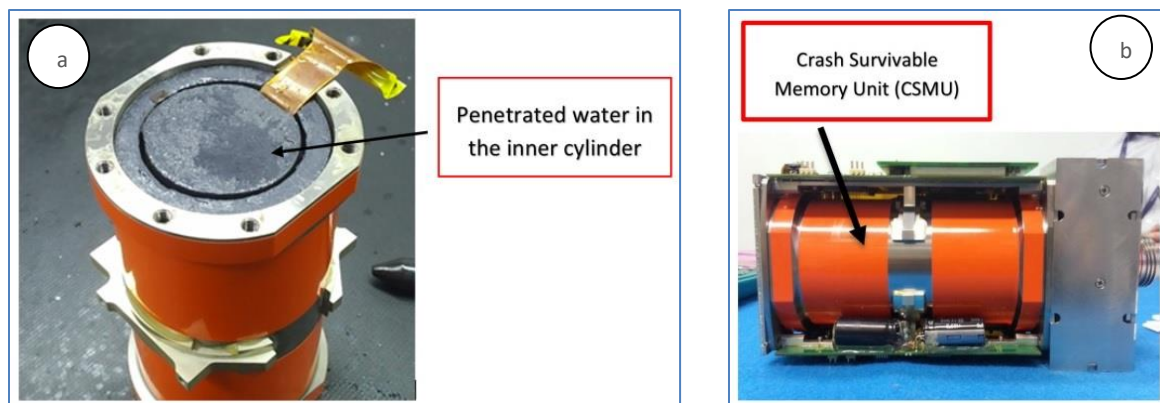 a
Penetrated water in
the inner cylinder
Crash Survivable
Memory Unit (CSMU)
b